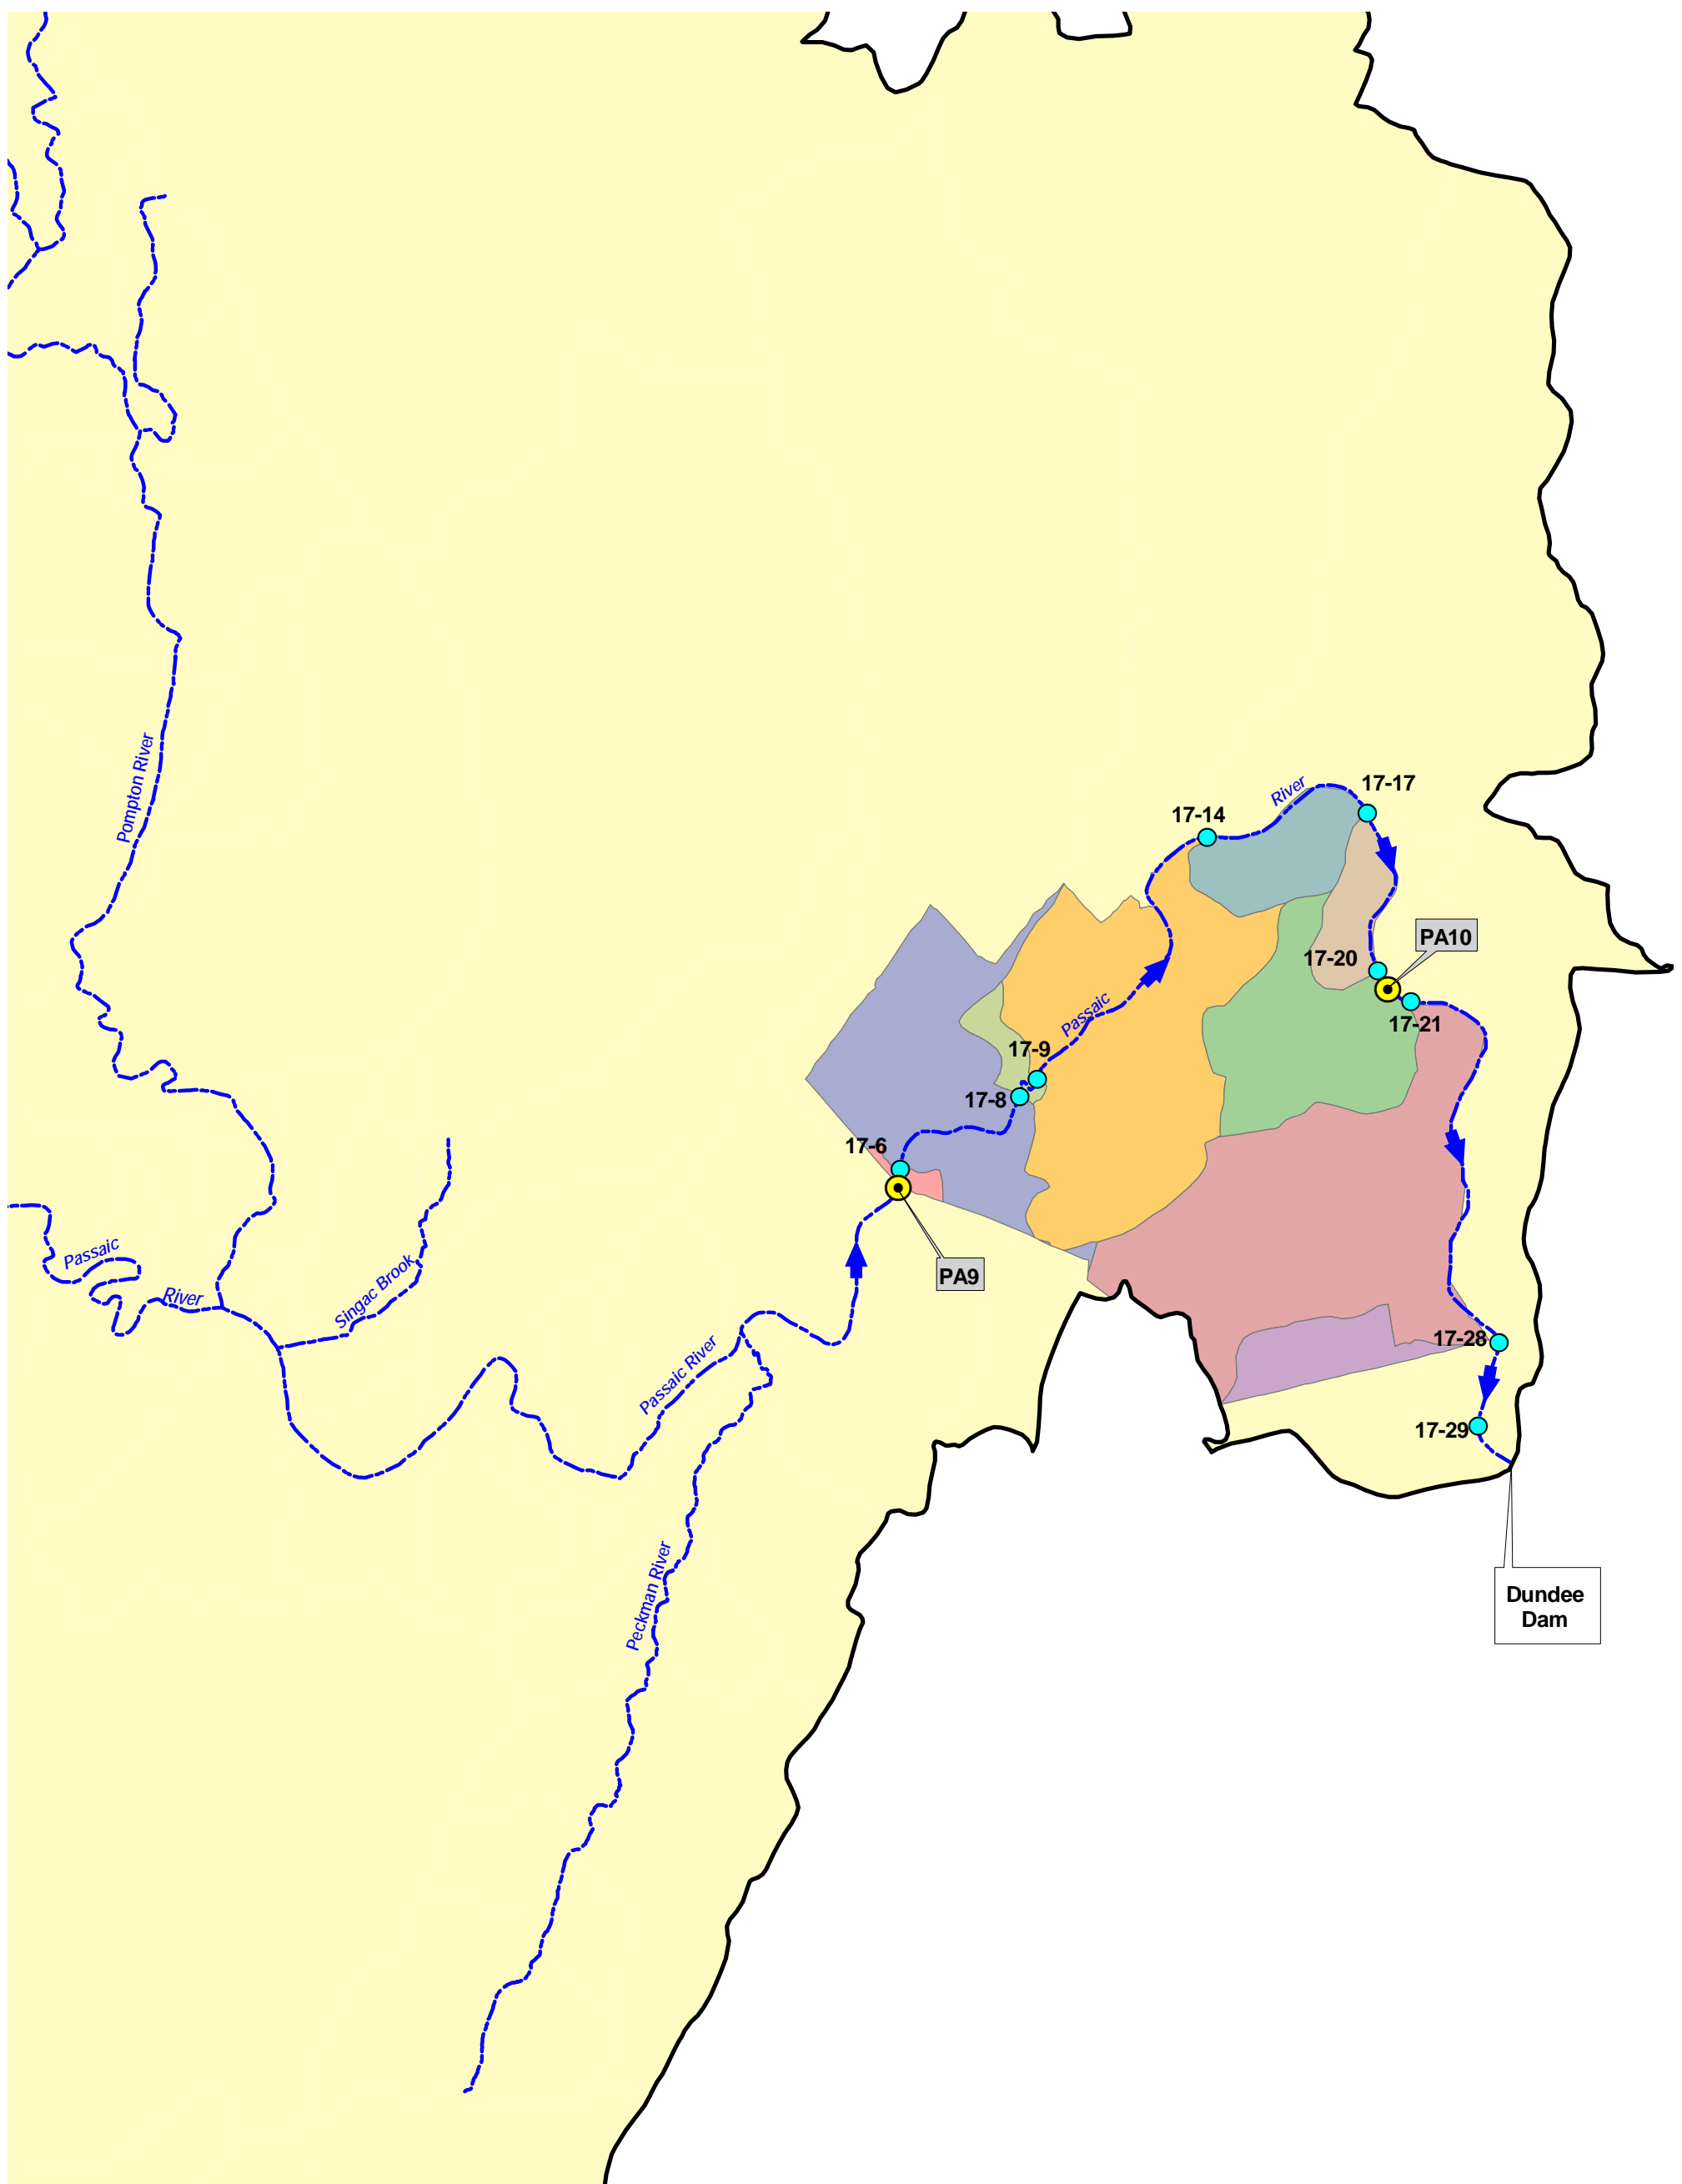 Pompton River
River
17-17
17-14
PA10
17-20
Passaic
17-21
17-9
17-8
17-6
Passaic
River
Singac Brook
PA9
Passaic River
17-28
17-29
Peckman River
Dundee
Dam